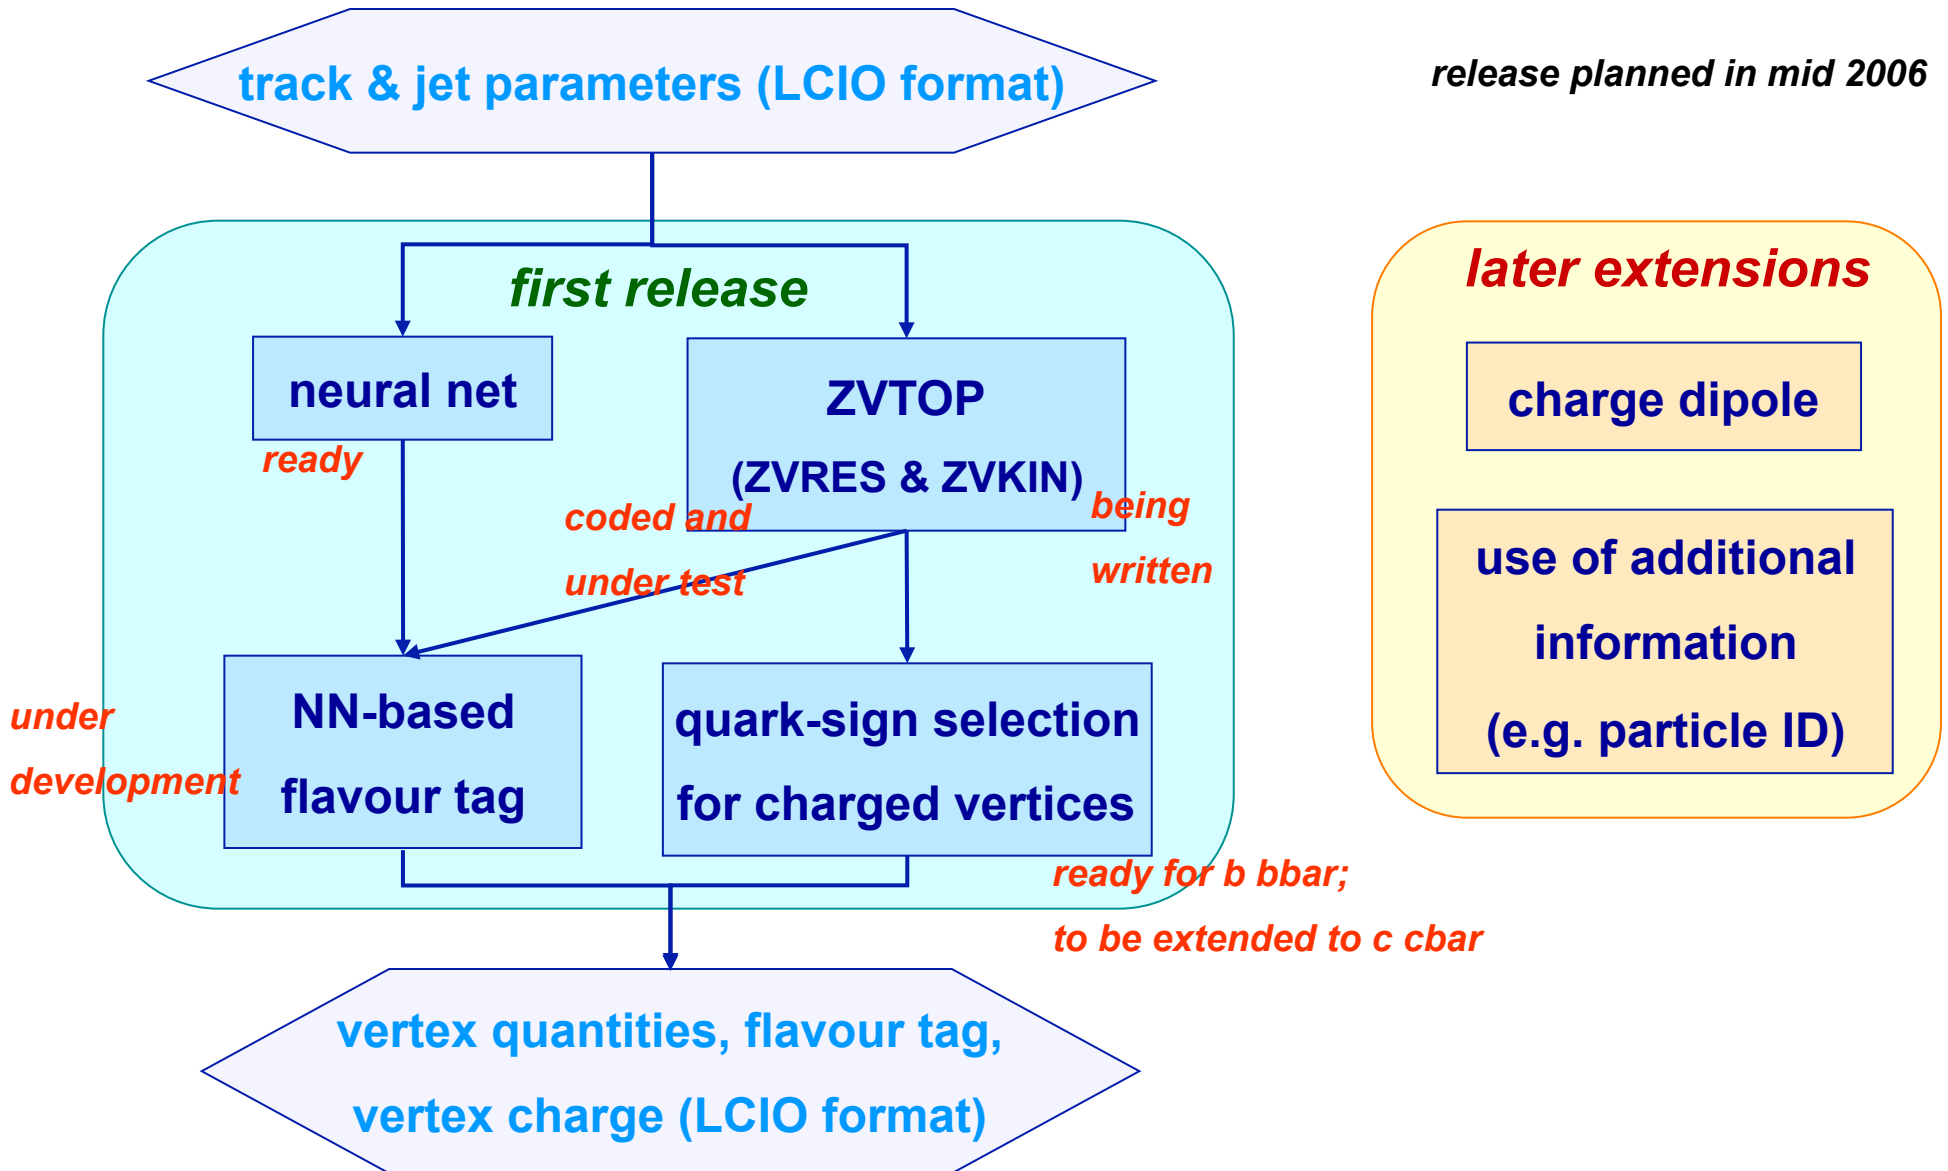 track & jet parameters (LCIO format)
release planned in mid 2006
first release
later extensions
neural net
ready
ZVTOP
(ZVRES & ZVKIN)
coded and
under test
being
written
charge dipole
use of additional
information
(e.g. particle ID)
under
development
NN-based
flavour tag
quark-sign selection
for charged vertices
ready for b bbar;
to be extended to c cbar
vertex quantities, flavour tag,
vertex charge (LCIO format)